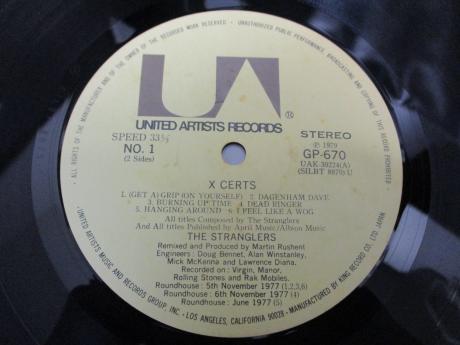 ALL RIGHTS OF THE MANUFACTURER AND OF THE OWNER OF THE RECORDED WORK RESERVED · UNAUTHORIZED PUBLIC PERFORMANCE, BROADCASTING AND COPYING OF THIS RECORD PROHIBITED.
UA
®
UNITED ARTISTS RECORDS
SPEED 33⅓
NO. 1
(2 Sides)
STEREO
Ⓟ 1979
GP-670
UAK-30224(A)
(SILBT 8870) U
X CERTS
1. (GET A) GRIP (ON YOURSELF) 2. DAGENHAM DAVE
3. BURNING UP TIME 4. DEAD RINGER
5. HANGING AROUND 6. I FEEL LIKE A WOG
All titles Composed by The Stranglers
And All titles Published by April Music/Albion Music
THE STRANGLERS
Remixed and Produced by Martin Rushent
Engineers : Doug Bennet, Alan Winstanley,
Mick McKenna and Lawrence Diana.
Recorded on : Virgin, Manor,
Rolling Stones and Rak Mobiles.
Roundhouse : 5th November 1977 (1,2,3,6)
Roundhouse : 6th November 1977 (4)
Roundhouse : June 1977 (5)
UNITED ARTISTS MUSIC AND RECORDS GROUP, INC. · LOS ANGELES, CALIFORNIA 90028 · MANUFACTURED BY KING RECORD CO. LTD. JAPAN